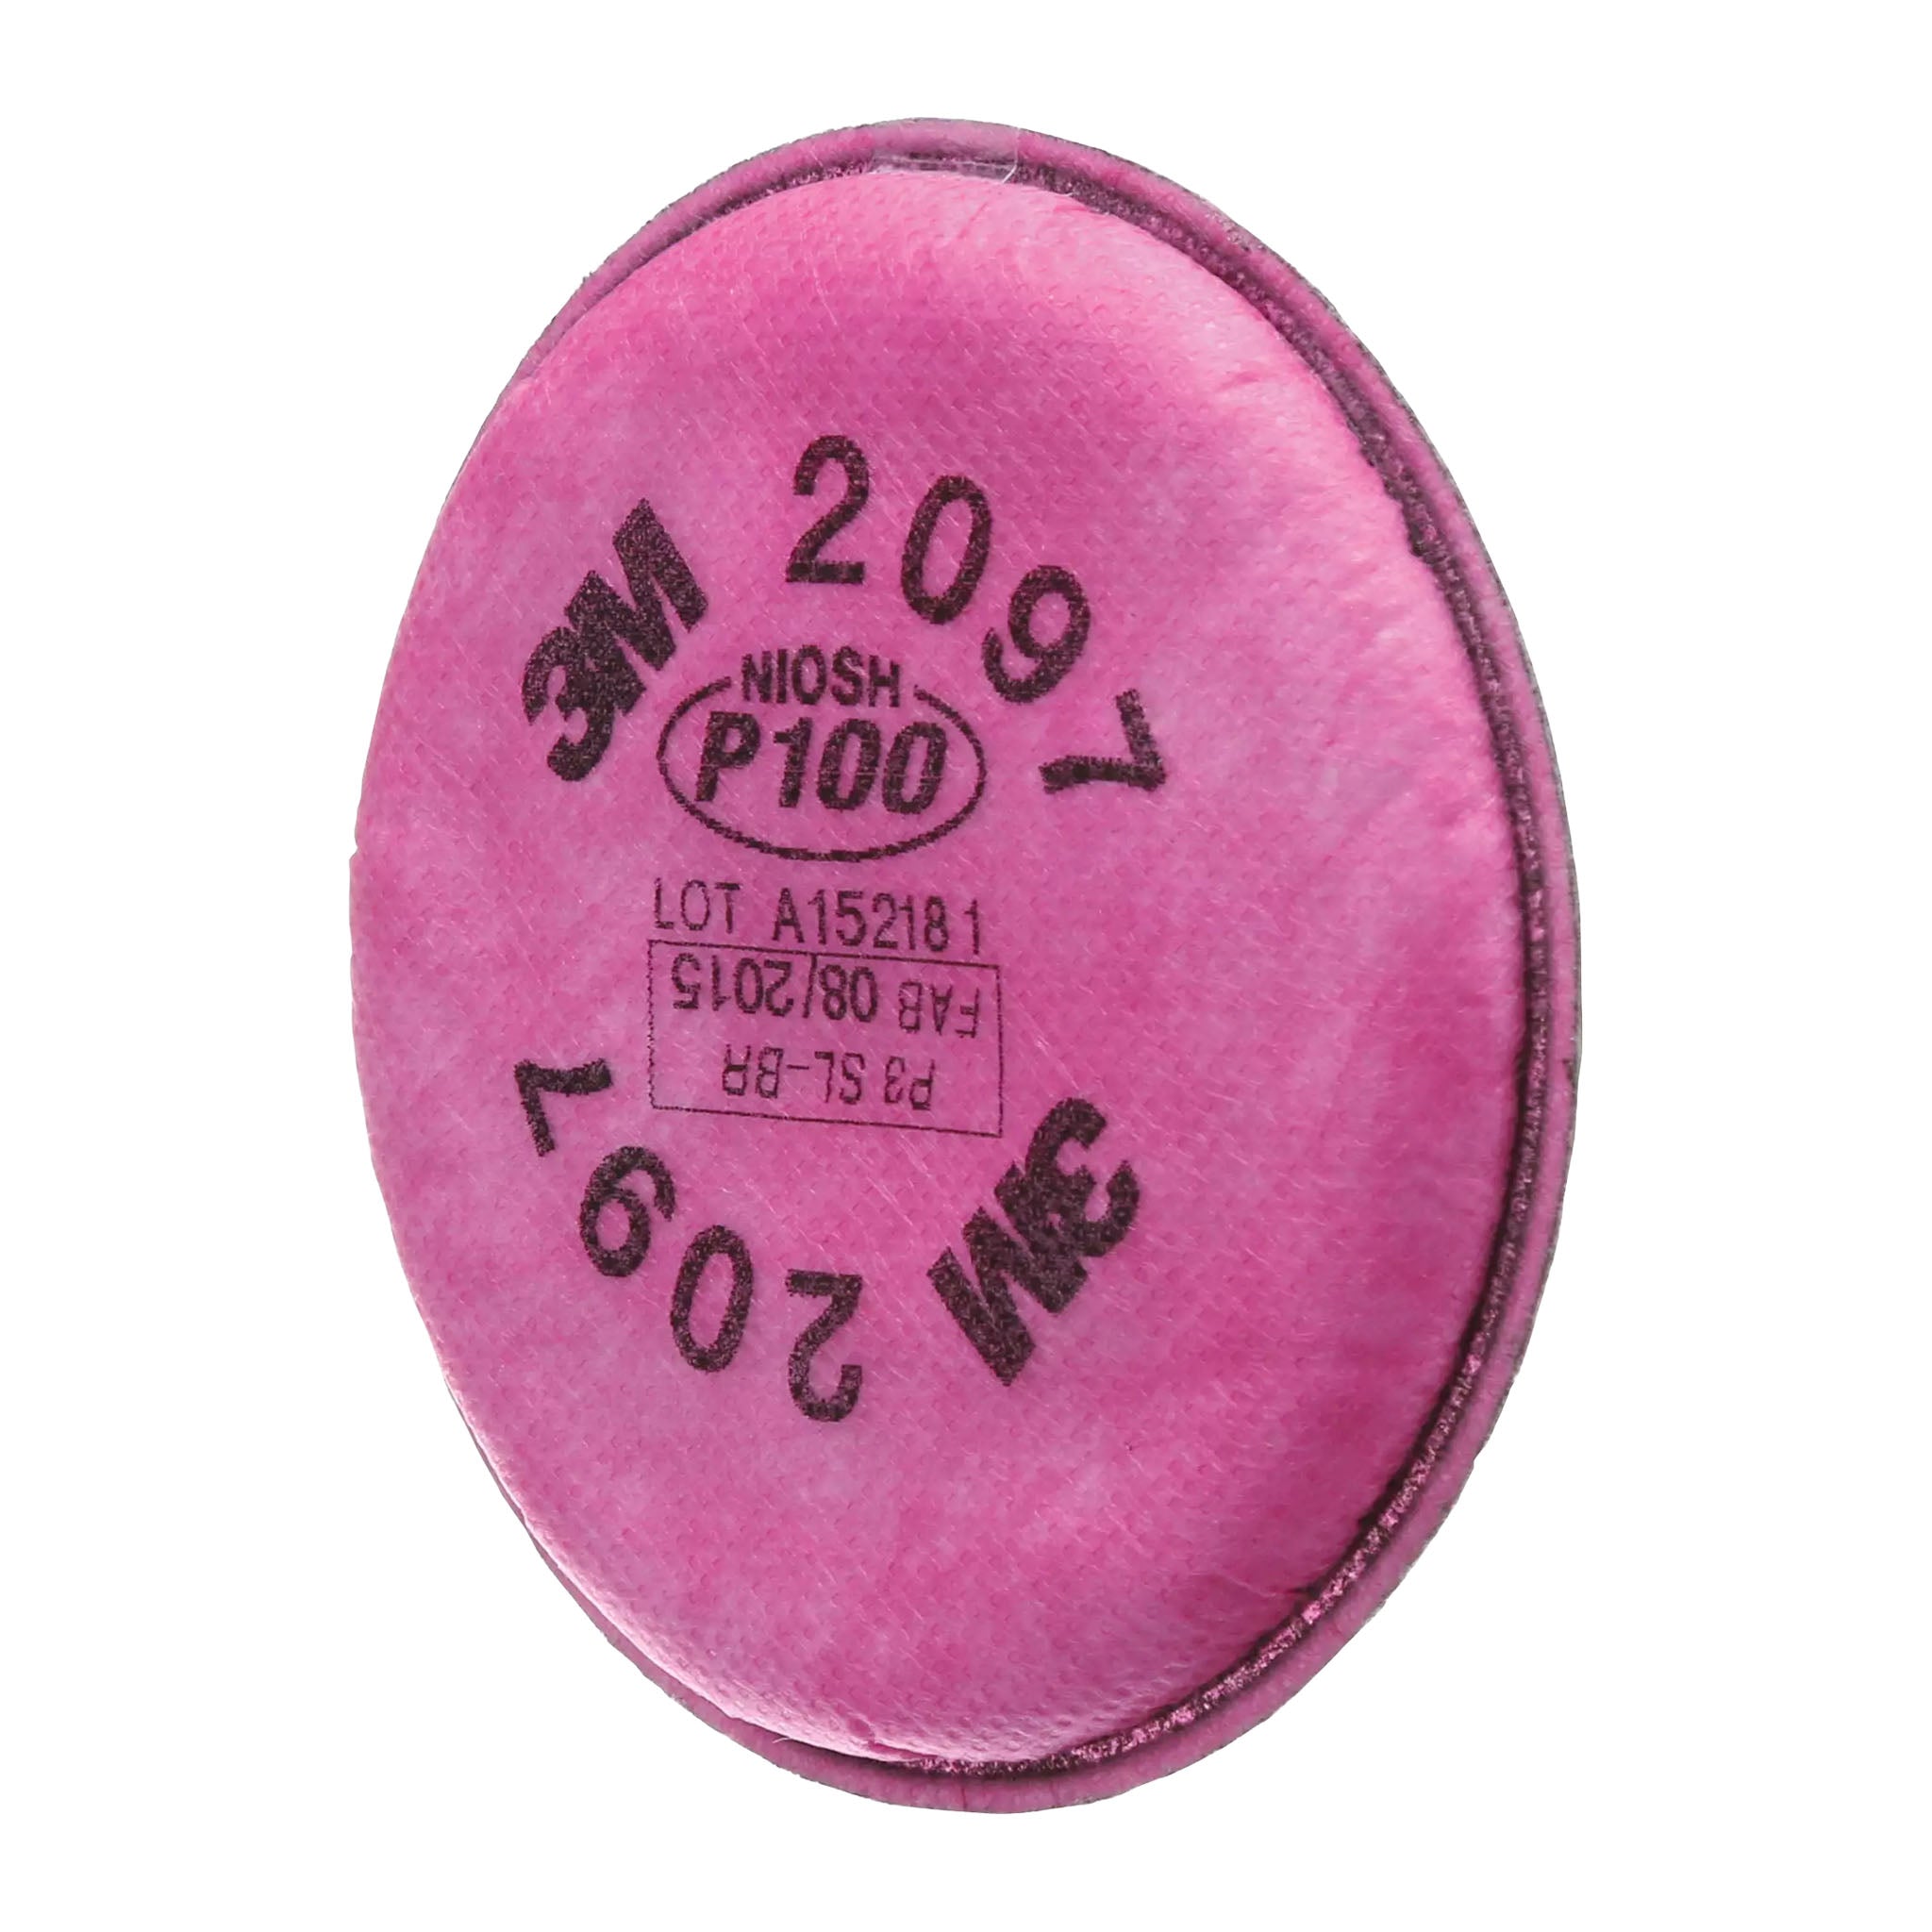 3M 2097
NIOSH
P100
LOT A152181
FAB 08/2015
P3 SL-BR
3M 2097